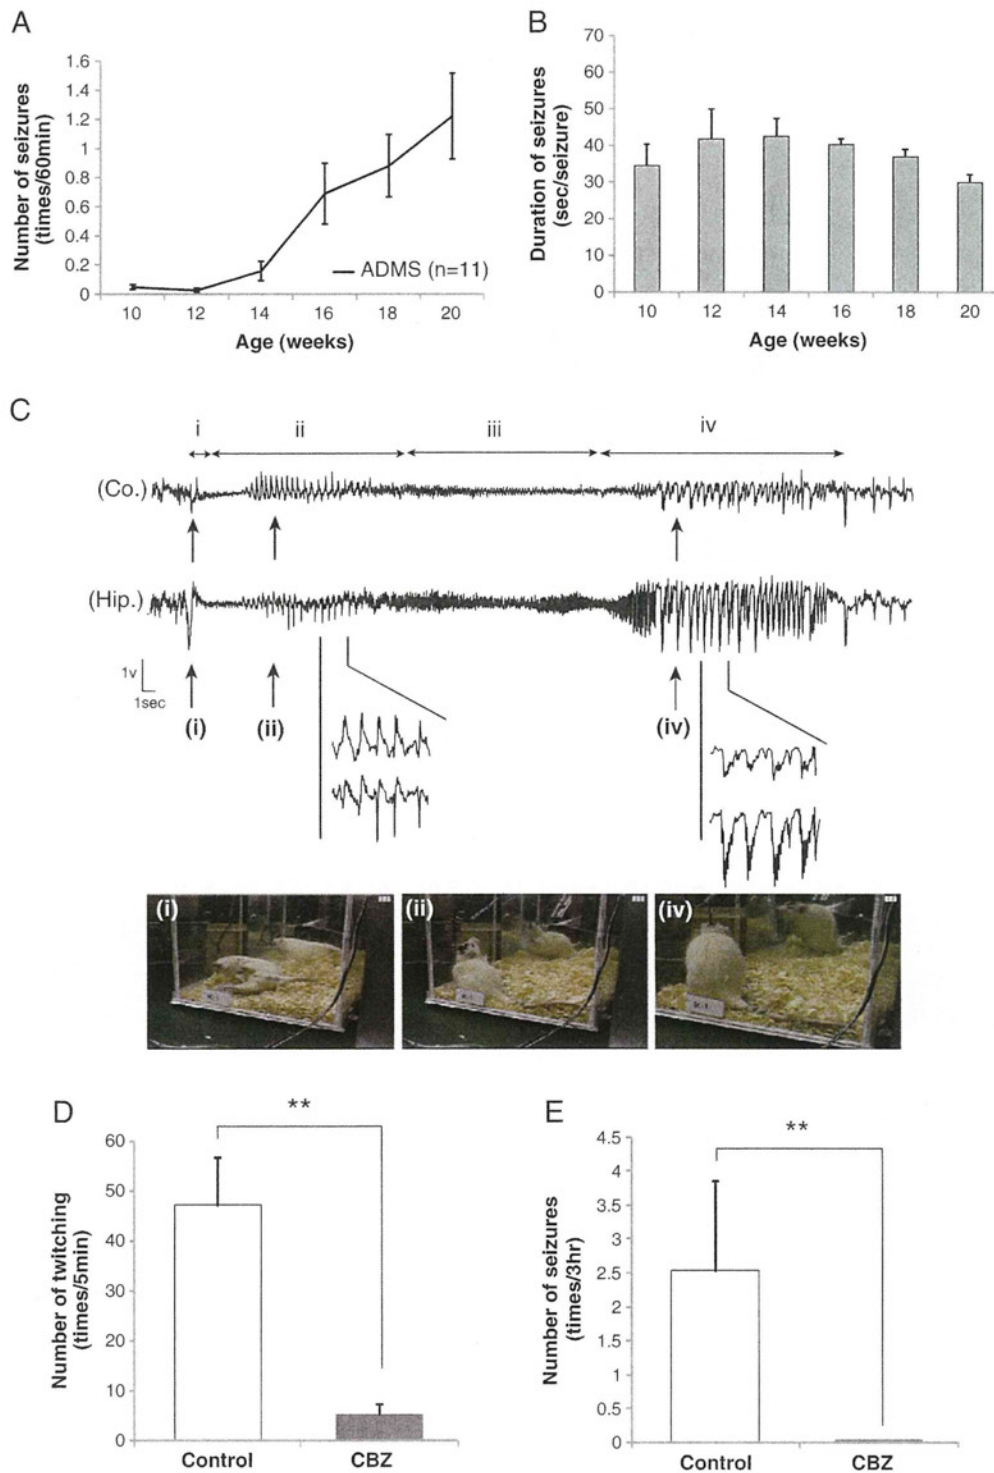 A
Number of seizures
(times/60min)
1.6
1.4
1.2
1
0.8
0.6
0.4
0.2
0
10 12 14 16 18 20
Age (weeks)
ADMS (n=11)
B
Duration of seizures
(sec/seizure)
70
60
50
40
30
20
10
0
10 12 14 16 18 20
Age (weeks)
C
i ii iii iv
(Co.)
(Hip.)
1v
1sec
(i) (ii) (iv)
(i) (ii) (iv)
D
**
Number of twitching
(times/5min)
60
50
40
30
20
10
0
Control CBZ
E
**
Number of seizures
(times/3hr)
4.5
4
3.5
3
2.5
2
1.5
1
0.5
0
Control CBZ